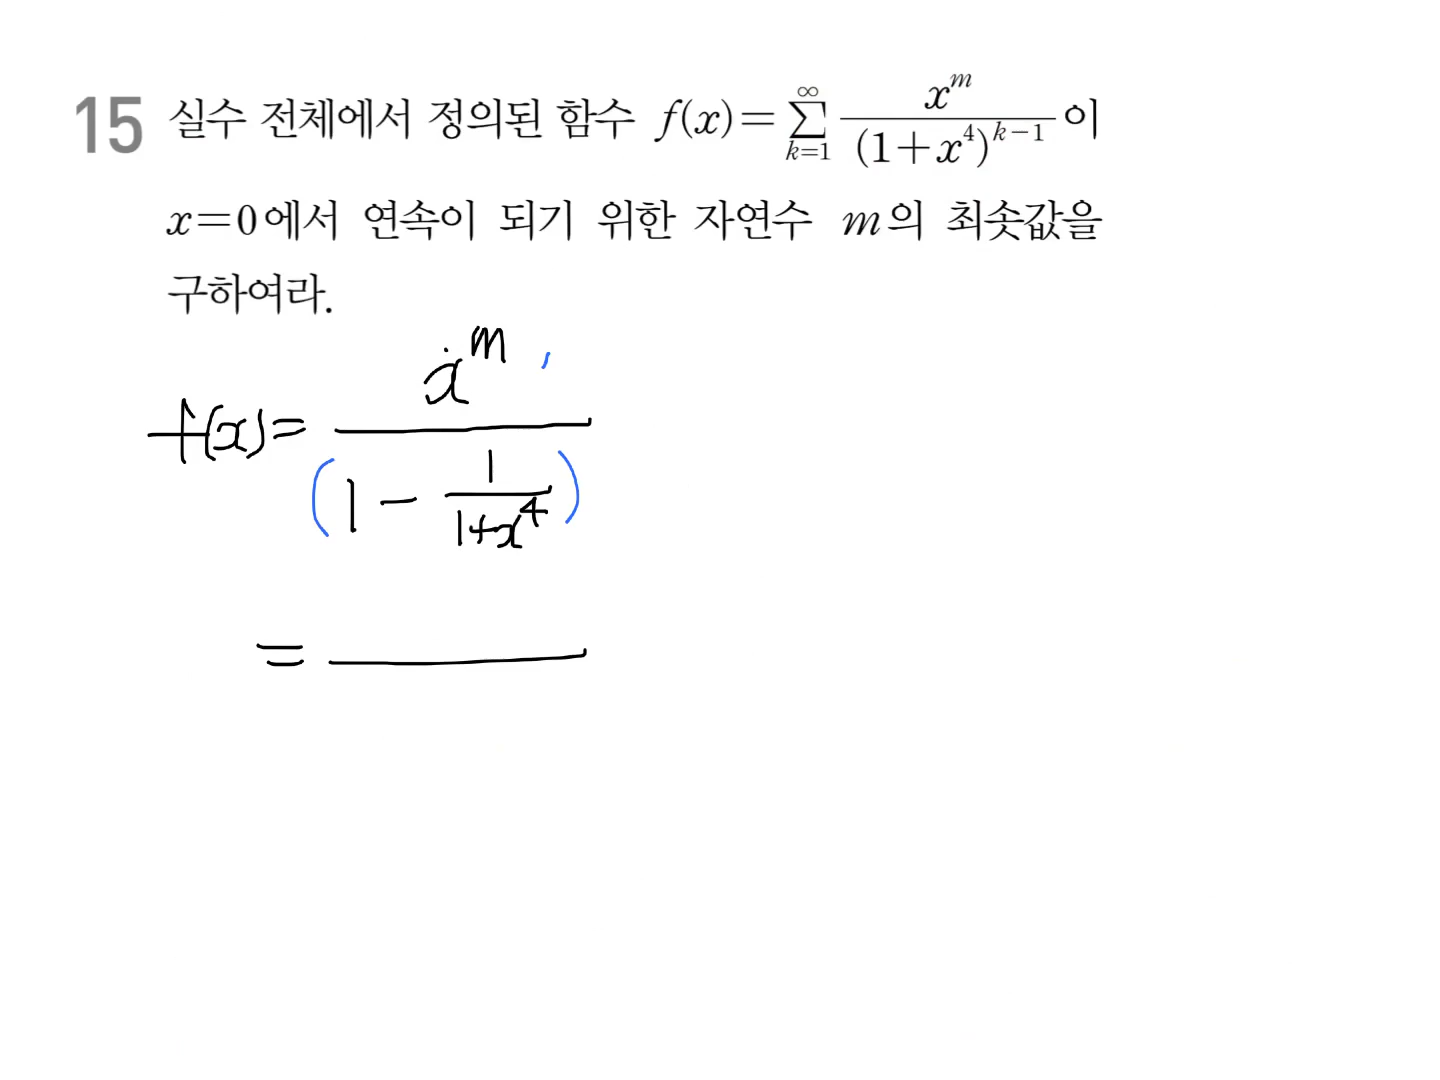 15 실수 전체에서 정의된 함수 f(x)=∑_{k=1}^{∞} x^m/(1+x^4)^{k-1} 이
x=0에서 연속이 되기 위한 자연수 m의 최솟값을
구하여라.
f(x)= x^m / (1 - 1/(1+x^4))
=